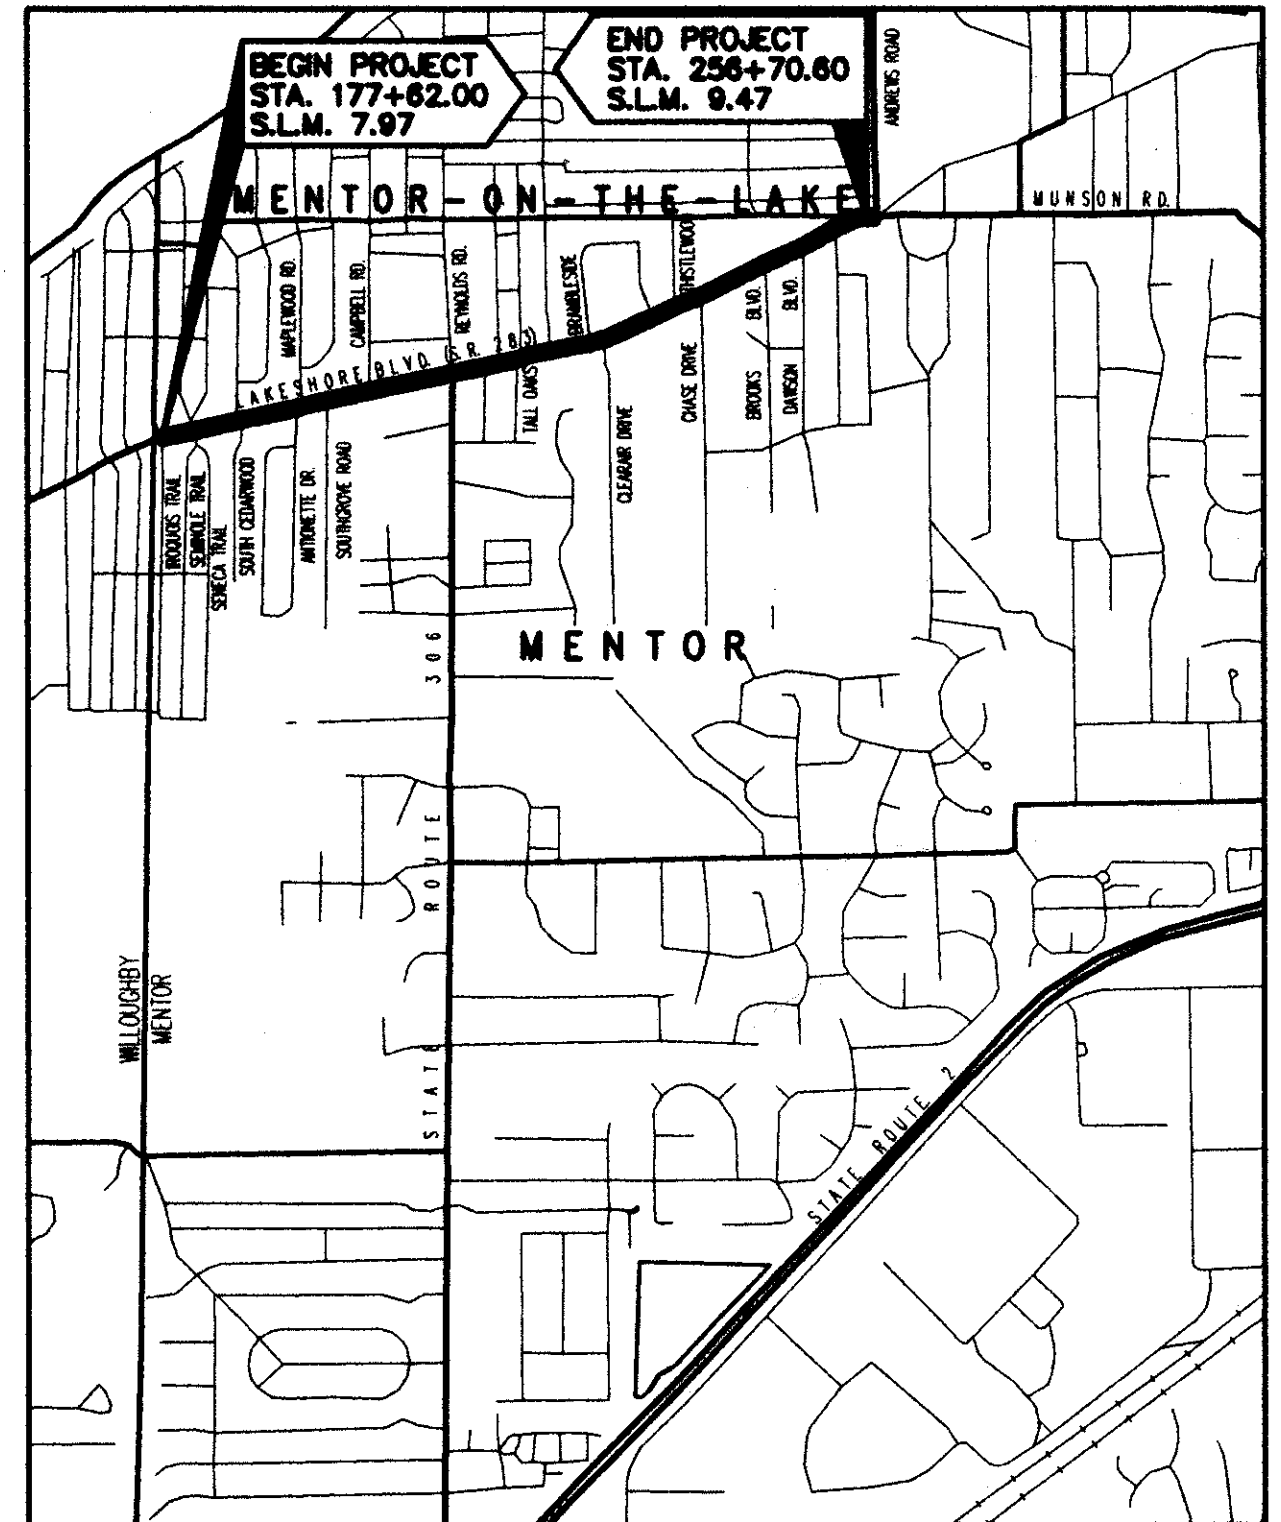 BEGIN PROJECT
STA. 177+62.00
S.L.M. 7.97
END PROJECT
STA. 256+70.60
S.L.M. 9.47
ANDREWS ROAD
MENTOR-ON-THE-LAKE
MUNSON RD.
MAPLEWOOD RD.
CAMPBELL RD.
REYNOLDS RD.
BRAMBLESIDE
THISTLEWOOD
BLVD.
BLVD.
LAKESHORE BLVD. (S.R. 283)
TALL OAKS
CLEARAIR DRIVE
CHASE DRIVE
BROOKS
DAWSON
IROQUOIS TRAIL
SEMINOLE TRAIL
SENECA TRAIL
SOUTH CEDARWOOD
ANTIONETTE DR.
SOUTHGROVE ROAD
MENTOR
STATE ROUTE 306
WILLOUGHBY
MENTOR
STATE ROUTE 2